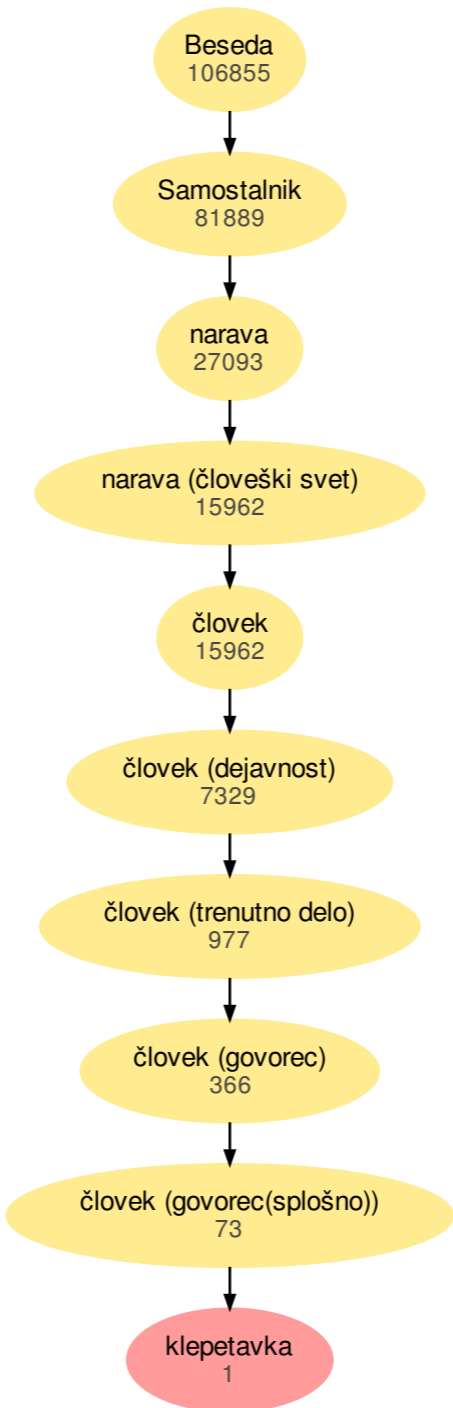 Beseda
106855
Samostalnik
81889
narava
27093
narava (človeški svet)
15962
človek
15962
človek (dejavnost)
7329
človek (trenutno delo)
977
človek (govorec)
366
človek (govorec(splošno))
73
klepetavka
1